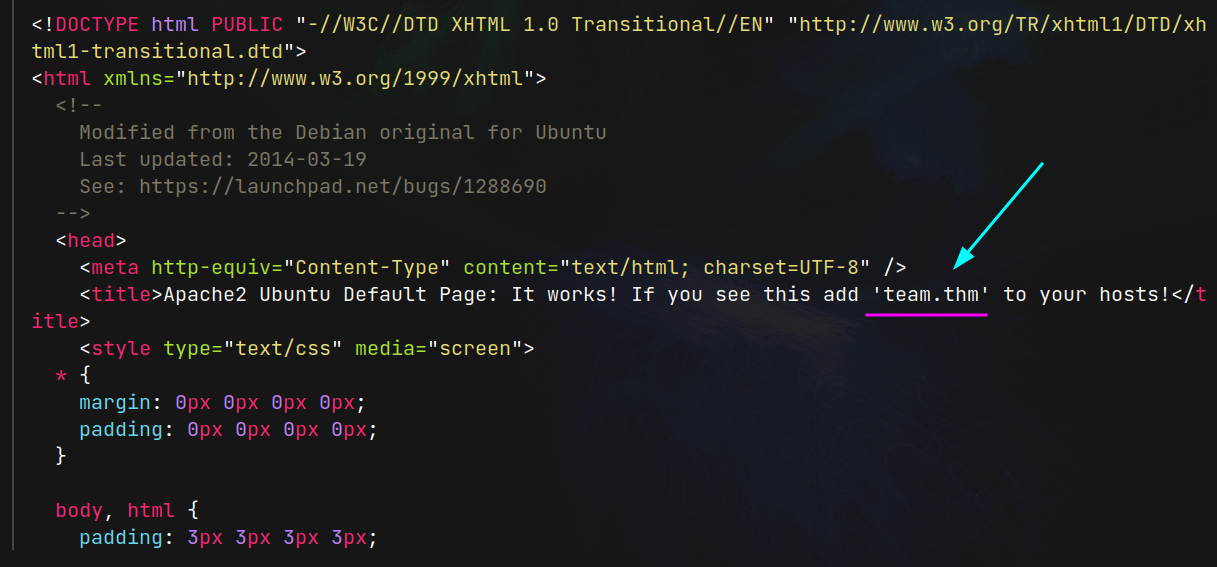 <!DOCTYPE html PUBLIC "-//W3C//DTD XHTML 1.0 Transitional//EN" "http://www.w3.org/TR/xhtml1/DTD/xh
tml1-transitional.dtd">
<html xmlns="http://www.w3.org/1999/xhtml">
  <!--
    Modified from the Debian original for Ubuntu
    Last updated: 2014-03-19
    See: https://launchpad.net/bugs/1288690
  -->
  <head>
    <meta http-equiv="Content-Type" content="text/html; charset=UTF-8" />
    <title>Apache2 Ubuntu Default Page: It works! If you see this add 'team.thm' to your hosts!</t
itle>
    <style type="text/css" media="screen">
  * {
    margin: 0px 0px 0px 0px;
    padding: 0px 0px 0px 0px;
  }

  body, html {
    padding: 3px 3px 3px 3px;